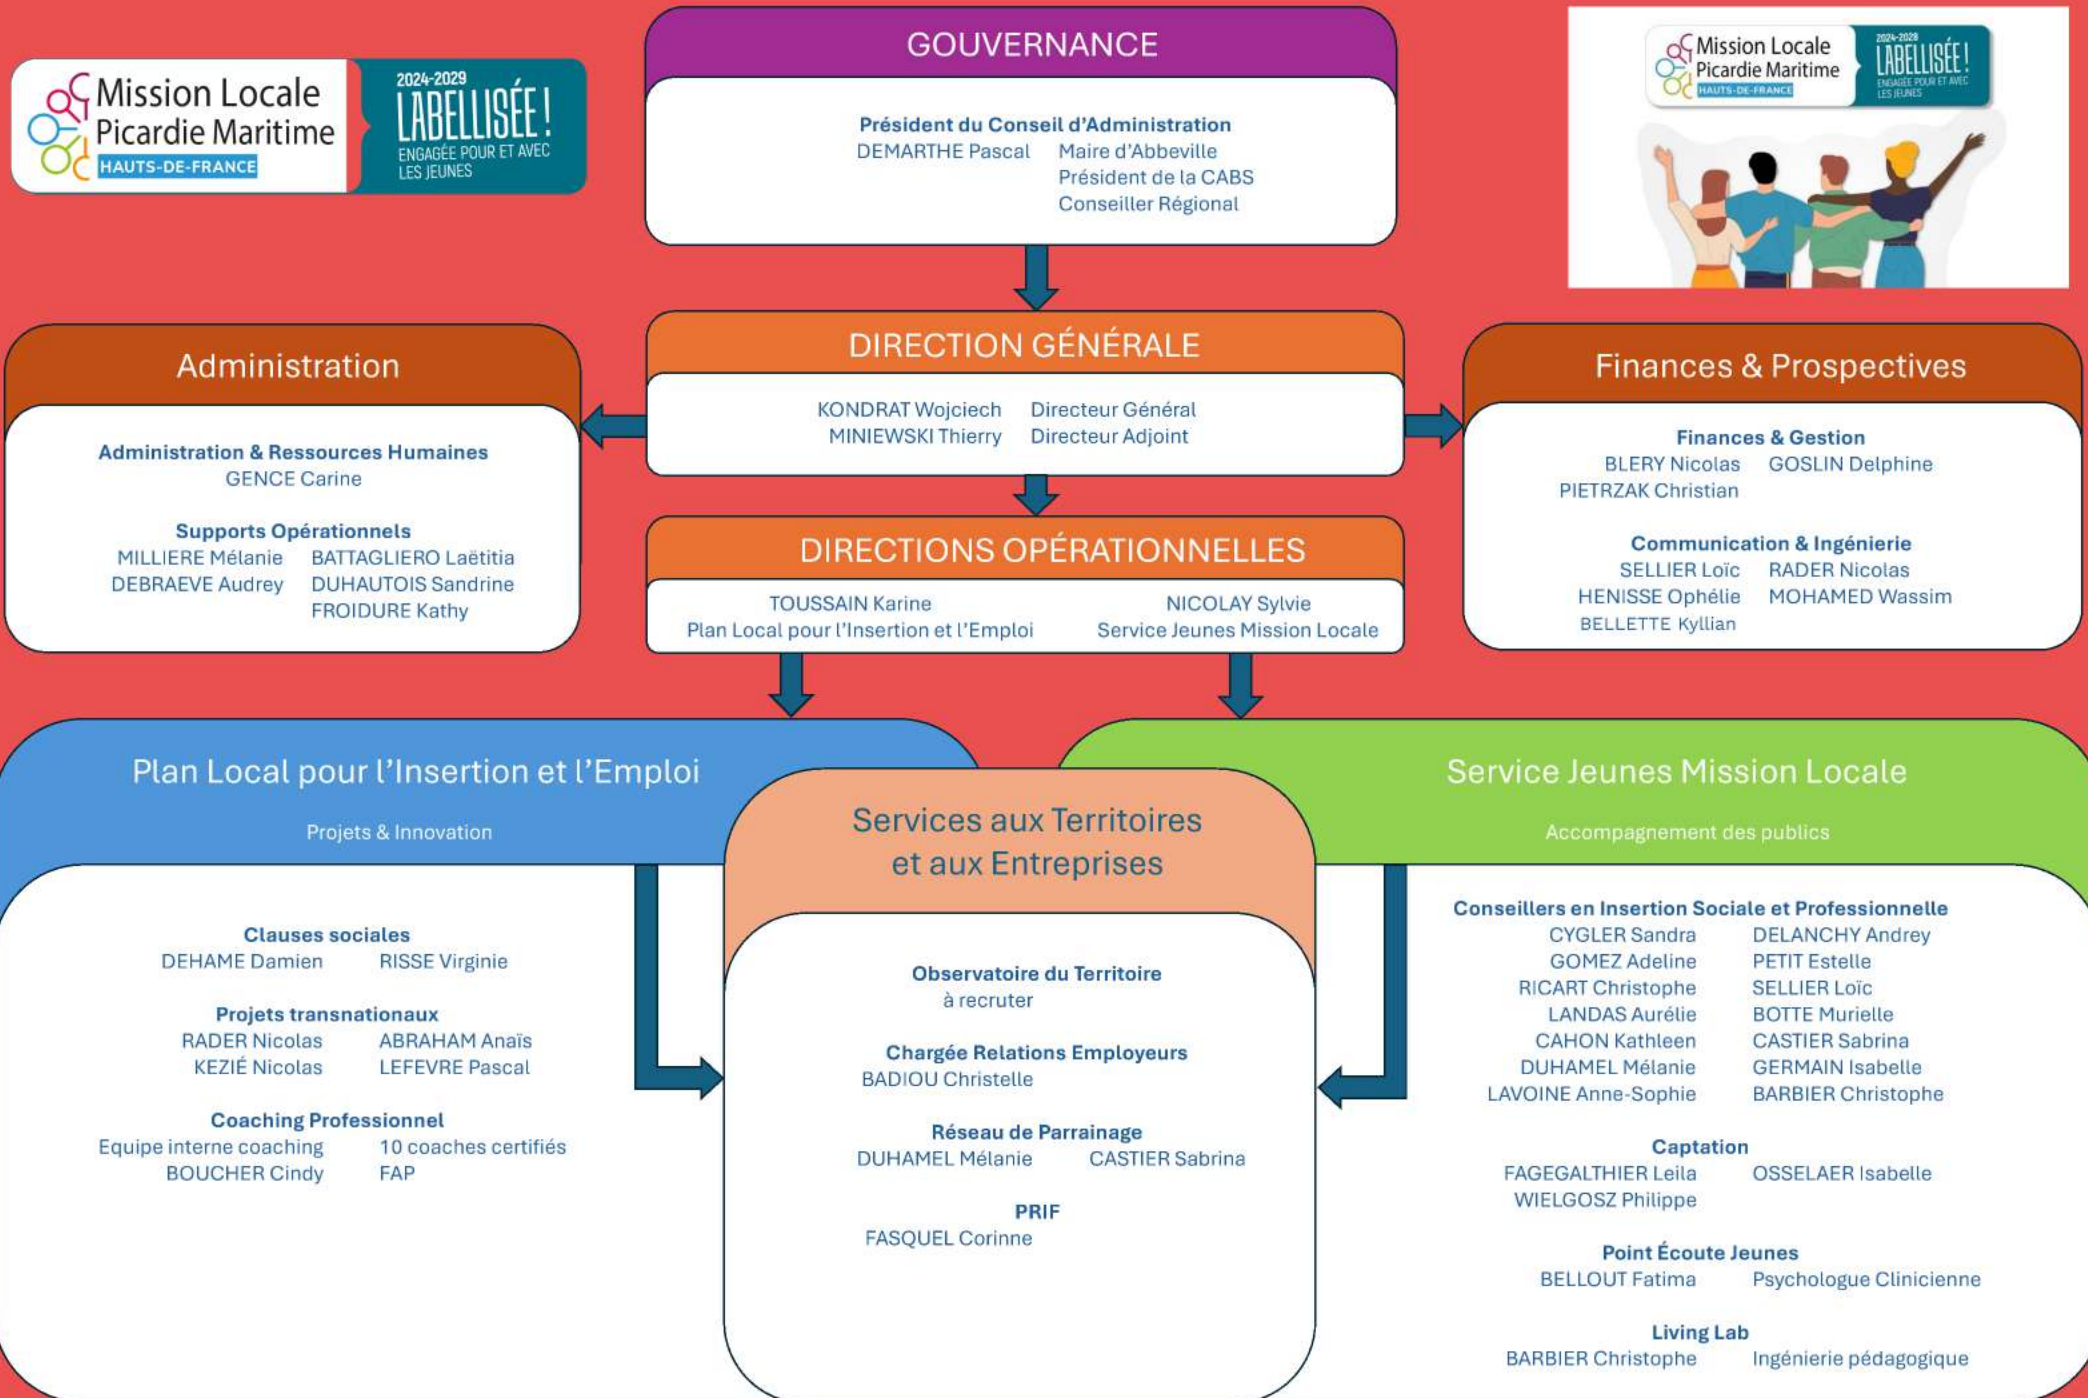 Mission Locale
Picardie Maritime
HAUTS-DE-FRANCE
2024-2029
LABELLISÉE !
ENGAGÉE POUR ET AVEC
LES JEUNES
GOUVERNANCE
Président du Conseil d'Administration
DEMARTHE Pascal Maire d'Abbeville
Président de la CABS
Conseiller Régional
Mission Locale
Picardie Maritime
HAUTS-DE-FRANCE
2024-2028
LABELLISÉE !
ENGAGÉE POUR ET AVEC
LES JEUNES
DIRECTION GÉNÉRALE
KONDRAT Wojciech Directeur Général
MINIEWSKI Thierry Directeur Adjoint
Administration
Administration & Ressources Humaines
GENCE Carine
Supports Opérationnels
MILLIERE Mélanie BATTAGLIERO Laëtitia
DEBRAEVE Audrey DUHAUTOIS Sandrine
FROIDURE Kathy
Finances & Prospectives
Finances & Gestion
BLERY Nicolas GOSLIN Delphine
PIETRZAK Christian
Communication & Ingénierie
SELLIER Loïc RADER Nicolas
HENISSE Ophélie MOHAMED Wassim
BELLETTE Kyllian
DIRECTIONS OPÉRATIONNELLES
TOUSSAIN Karine NICOLAY Sylvie
Plan Local pour l'Insertion et l'Emploi Service Jeunes Mission Locale
Plan Local pour l'Insertion et l'Emploi
Projets & Innovation
Clauses sociales
DEHAME Damien RISSE Virginie
Projets transnationaux
RADER Nicolas ABRAHAM Anaïs
KEZIÉ Nicolas LEFEVRE Pascal
Coaching Professionnel
Equipe interne coaching 10 coaches certifiés
BOUCHER Cindy FAP
Services aux Territoires
et aux Entreprises
Observatoire du Territoire
à recruter
Chargée Relations Employeurs
BADIOU Christelle
Réseau de Parrainage
DUHAMEL Mélanie CASTIER Sabrina
PRIF
FASQUEL Corinne
Service Jeunes Mission Locale
Accompagnement des publics
Conseillers en Insertion Sociale et Professionnelle
CYGLER Sandra DELANCHY Andrey
GOMEZ Adeline PETIT Estelle
RICART Christophe SELLIER Loïc
LANDAS Aurélie BOTTE Murielle
CAHON Kathleen CASTIER Sabrina
DUHAMEL Mélanie GERMAIN Isabelle
LAVOINE Anne-Sophie BARBIER Christophe
Captation
FAGEGALTHIER Leila OSSELAER Isabelle
WIELGOSZ Philippe
Point Écoute Jeunes
BELLOUT Fatima Psychologue Clinicienne
Living Lab
BARBIER Christophe Ingénierie pédagogique